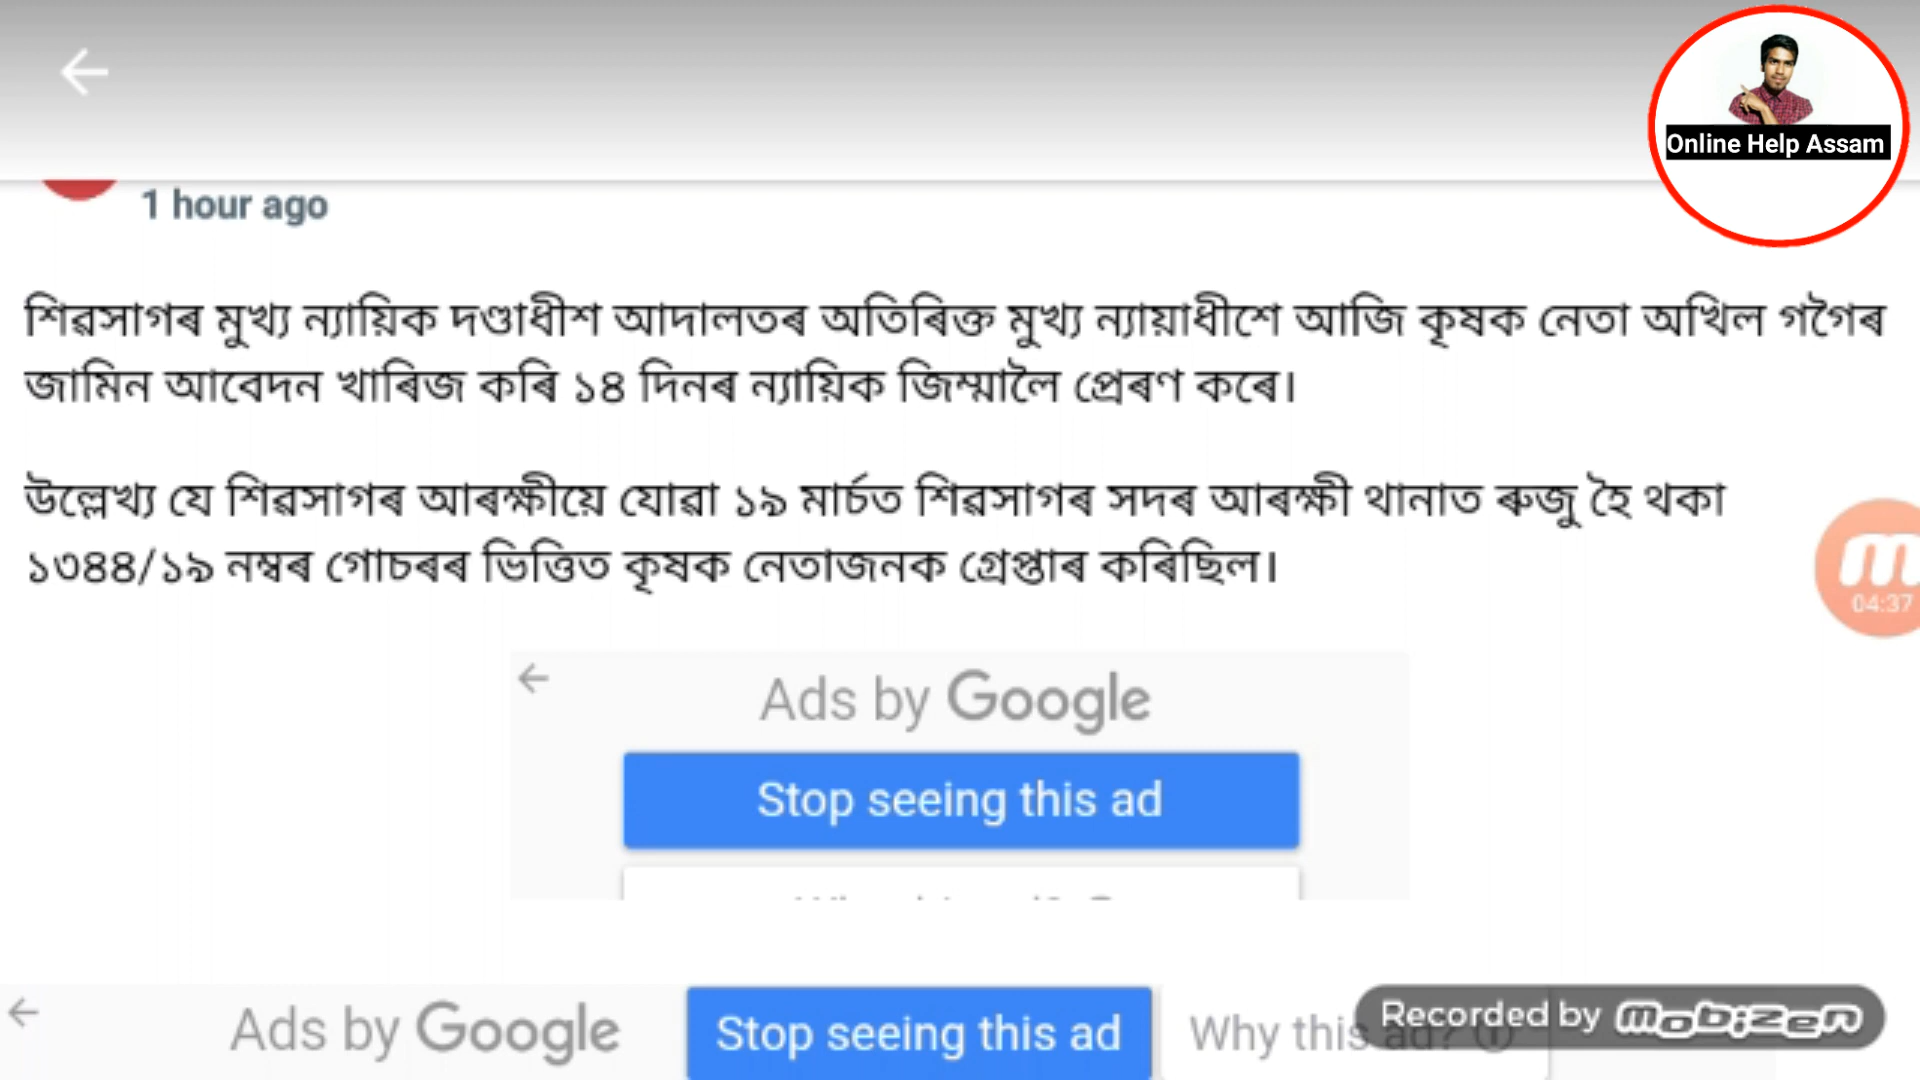 Online Help Assam
1 hour ago
শিৱসাগৰ মুখ্য ন্যায়িক দণ্ডাধীশ আদালতৰ অতিৰিক্ত মুখ্য ন্যায়াধীশে আজি কৃষক নেতা অখিল গগৈৰ
জামিন আবেদন খাৰিজ কৰি ১৪ দিনৰ ন্যায়িক জিম্মালৈ প্ৰেৰণ কৰে।
উল্লেখ্য যে শিৱসাগৰ আৰক্ষীয়ে যোৱা ১৯ মাৰ্চত শিৱসাগৰ সদৰ আৰক্ষী থানাত ৰুজু হৈ থকা
১৩৪৪/১৯ নম্বৰ গোচৰৰ ভিত্তিত কৃষক নেতাজনক গ্ৰেপ্তাৰ কৰিছিল।
04:37
Ads by Google
Stop seeing this ad
Ads by Google
Stop seeing this ad
Why this ad?
Recorded by mobizen